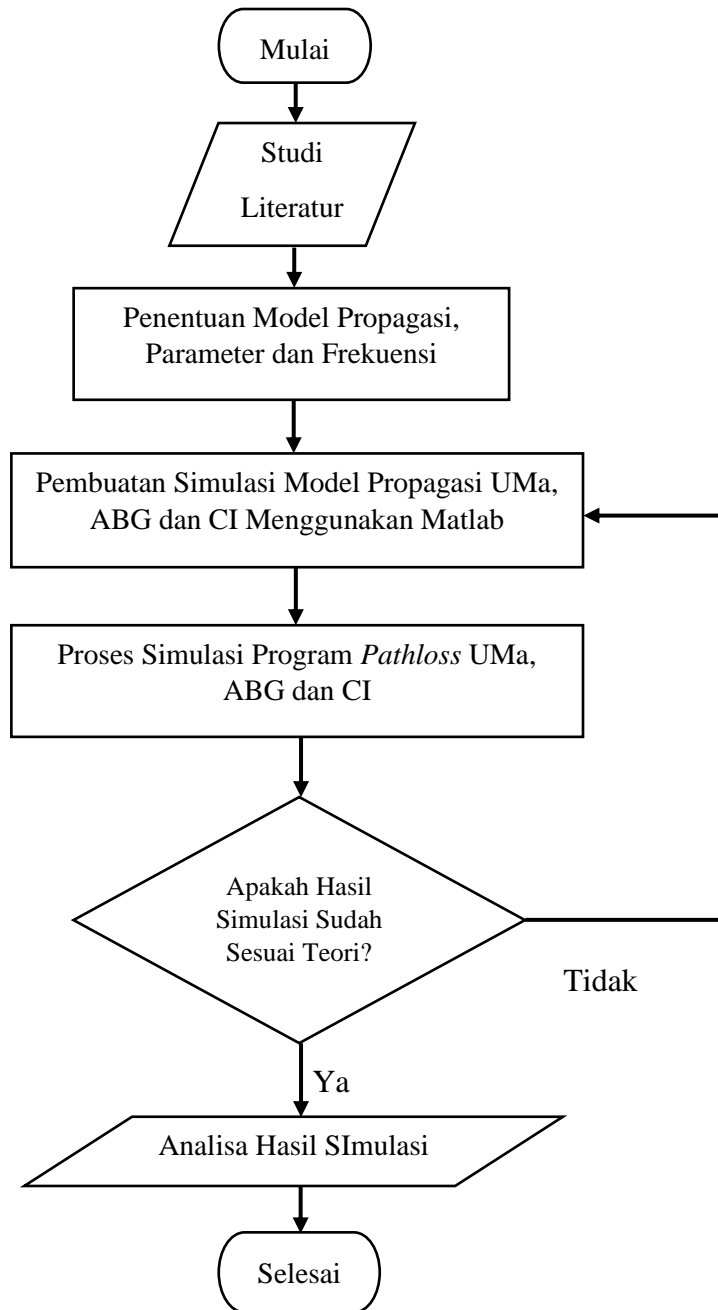 Mulai
Studi
Literatur
Penentuan Model Propagasi,
Parameter dan Frekuensi
Pembuatan Simulasi Model Propagasi UMa,
ABG dan CI Menggunakan Matlab
Proses Simulasi Program Pathloss UMa,
ABG dan CI
Apakah Hasil
Simulasi Sudah
Sesuai Teori?
Tidak
Ya
Analisa Hasil SImulasi
Selesai